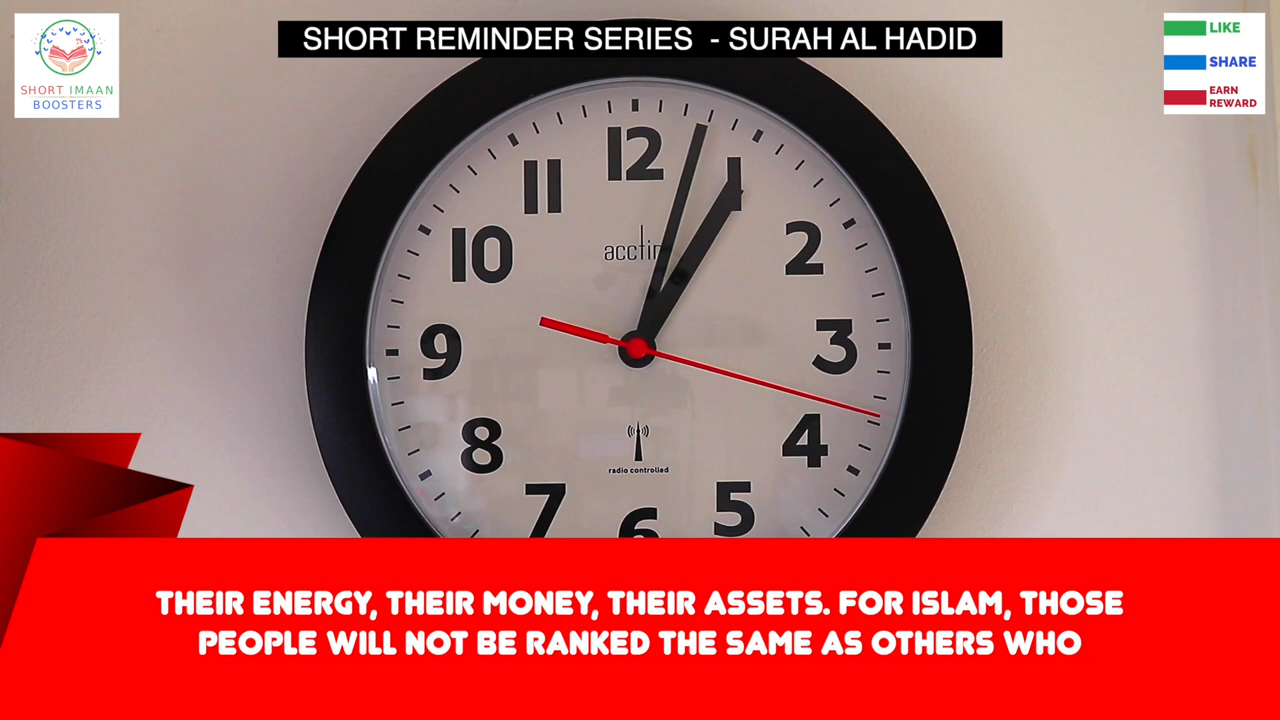 SHORT REMINDER SERIES - SURAH AL HADID
SHORT IMAAN
BOOSTERS
LIKE
SHARE
EARN
REWARD
12
11
1
10
2
9
3
8
4
7
5
6
radio controlled
THEIR ENERGY, THEIR MONEY, THEIR ASSETS. FOR ISLAM, THOSE
PEOPLE WILL NOT BE RANKED THE SAME AS OTHERS WHO